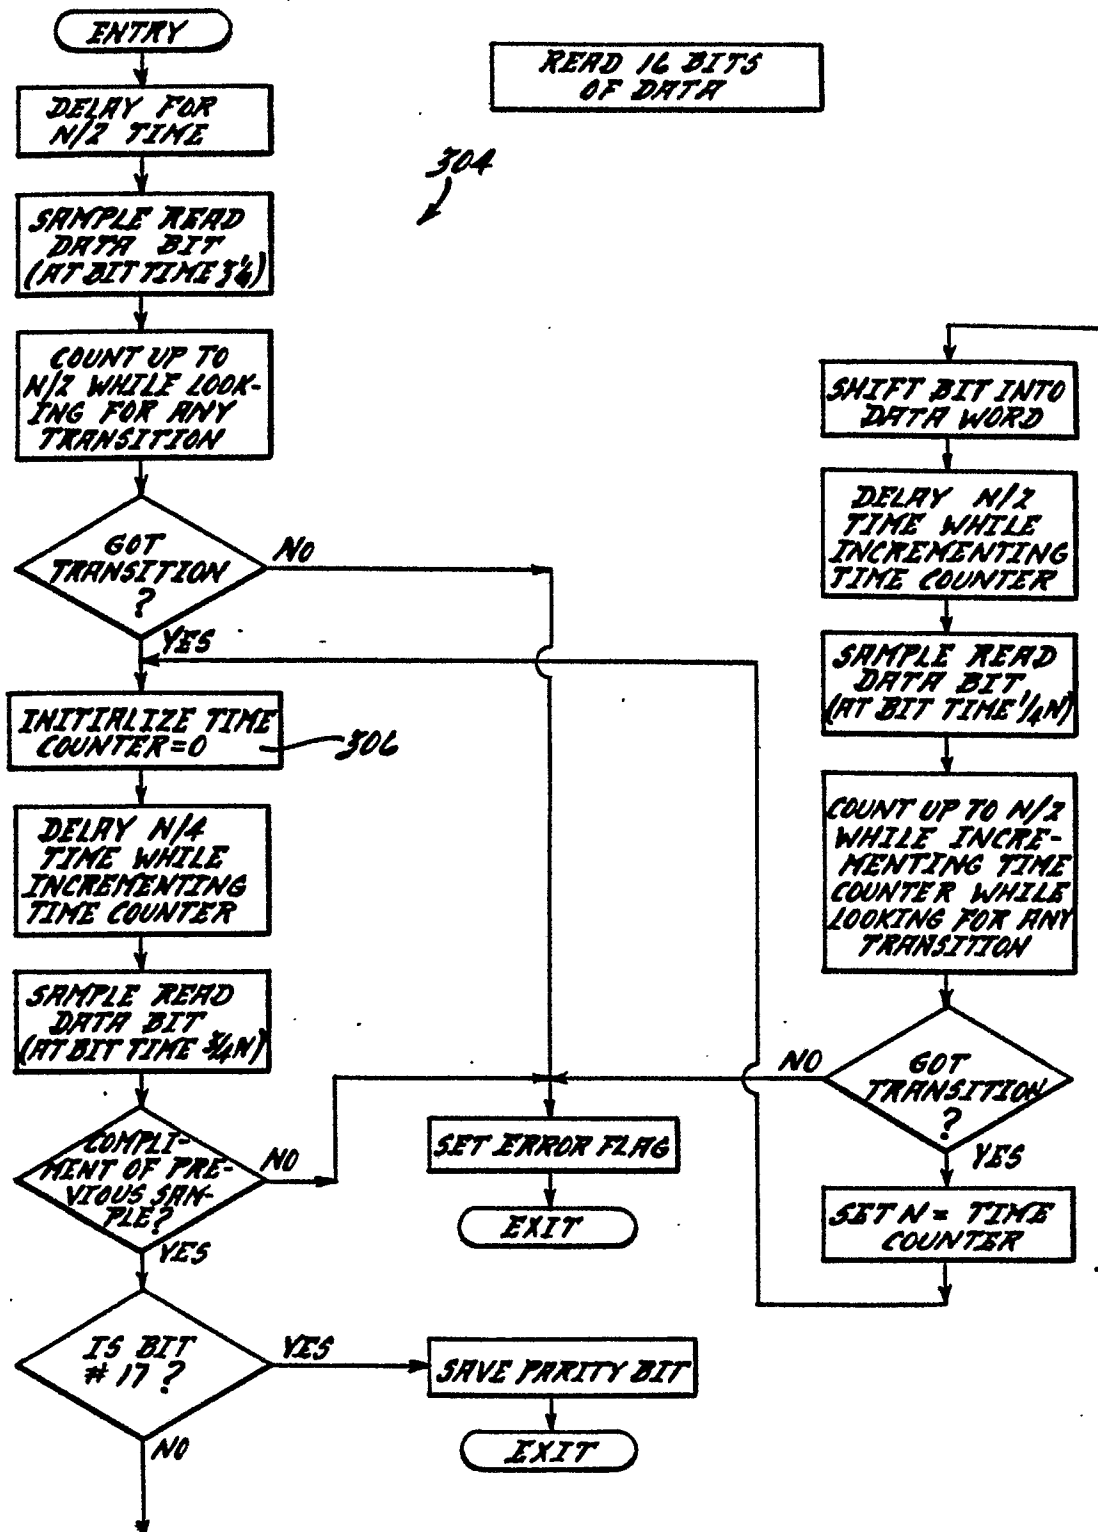 ENTRY
READ 16 BITS
OF DATA
DELAY FOR
N/2 TIME
304
SAMPLE READ
DATA BIT
(AT BIT TIME 1/4)
COUNT UP TO
N/2 WHILE LOOK-
ING FOR ANY
TRANSITION
GOT
TRANSITION
?
NO
YES
INITIALIZE TIME
COUNTER=0
306
DELAY N/4
TIME WHILE
INCREMENTING
TIME COUNTER
SAMPLE READ
DATA BIT
(AT BIT TIME 3/4N)
COMPLI-
MENT OF PRE-
VIOUS SAM-
PLE?
NO
YES
IS BIT
# 17 ?
YES
NO
SET ERROR FLAG
EXIT
SAVE PARITY BIT
EXIT
SHIFT BIT INTO
DATA WORD
DELAY N/2
TIME WHILE
INCREMENTING
TIME COUNTER
SAMPLE READ
DATA BIT
(AT BIT TIME 1/4N)
COUNT UP TO N/2
WHILE INCRE-
MENTING TIME
COUNTER WHILE
LOOKING FOR ANY
TRANSITION
NO
GOT
TRANSITION
?
YES
SET N = TIME
COUNTER